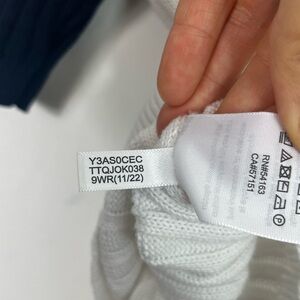 Y3AS0CEC
TTQJOK038
9WR(11/22)
RN#54163
CA#57151